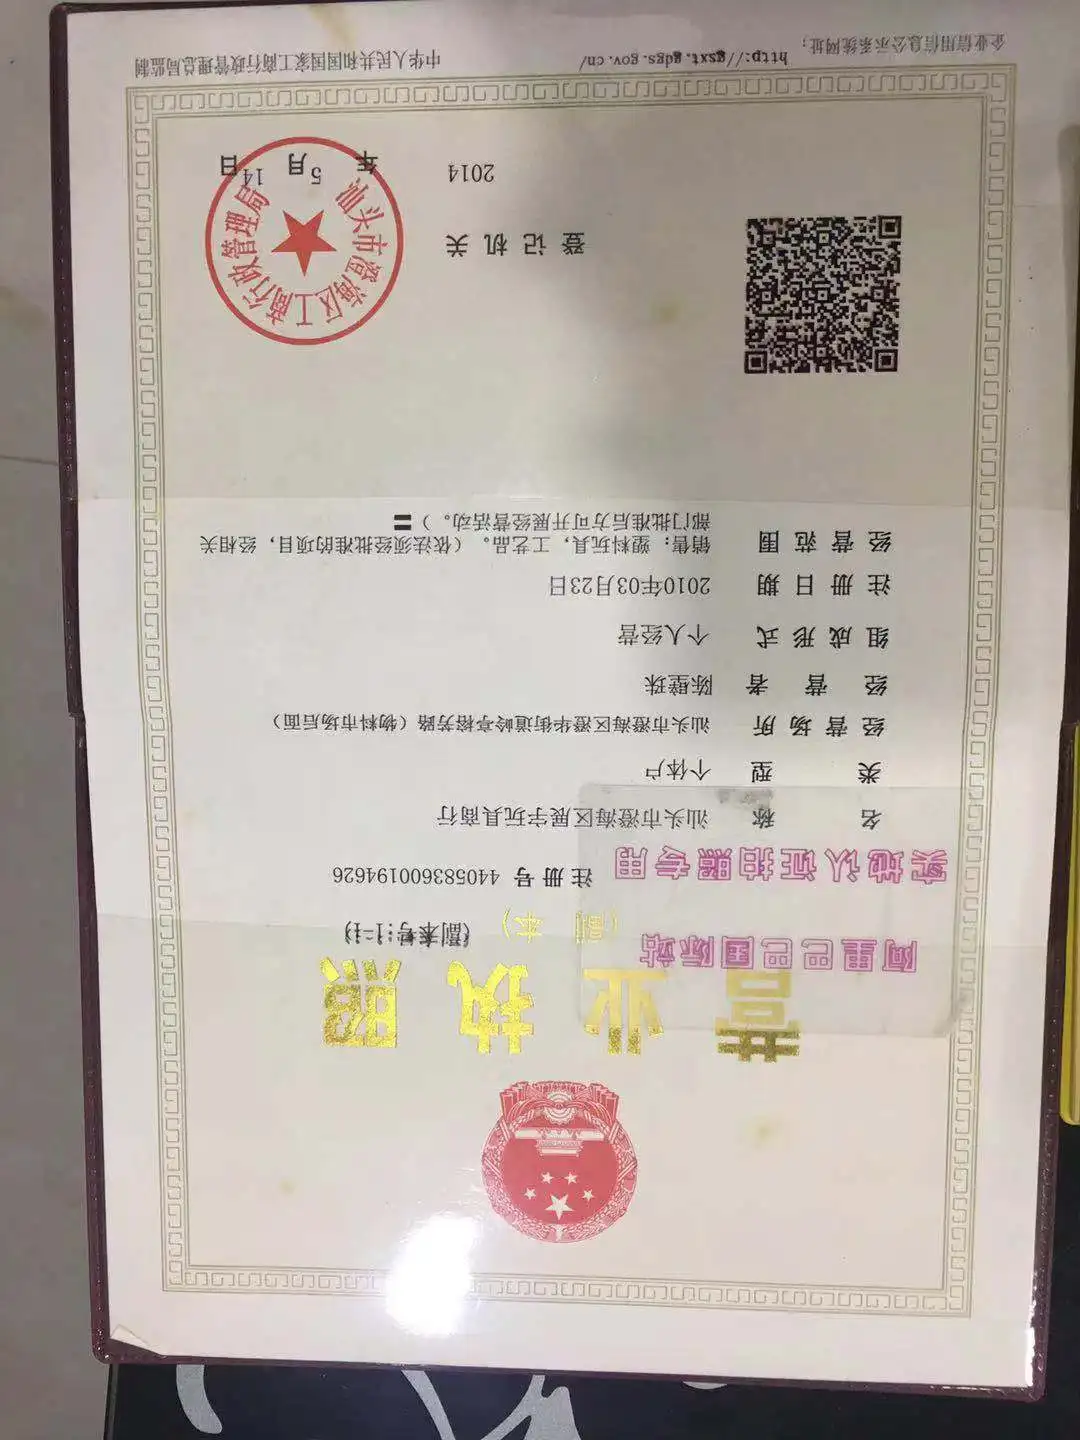 营业执照
(副 本)
(副本号:1-1)
注册号 440583600194626
阿里巴巴国际站
实地认证拍照专用
名称 汕头市澄海区展宇玩具商行
类型 个体户
经营场所 汕头市澄海区澄华街道岭亭榕芳路（物料市场后面）
经营者 陈壁珠
组成形式 个人经营
注册日期 2010年03月23日
经营范围 销售：塑料玩具，工艺品。（依法须经批准的项目，经相关
部门批准后方可开展经营活动。）〓
登记机关
汕头市澄海区工商行政管理局
2014 年 5 月 14 日
企业信用信息公示系统网址： http://gsxt.gdgs.gov.cn/ 中华人民共和国国家工商行政管理总局监制